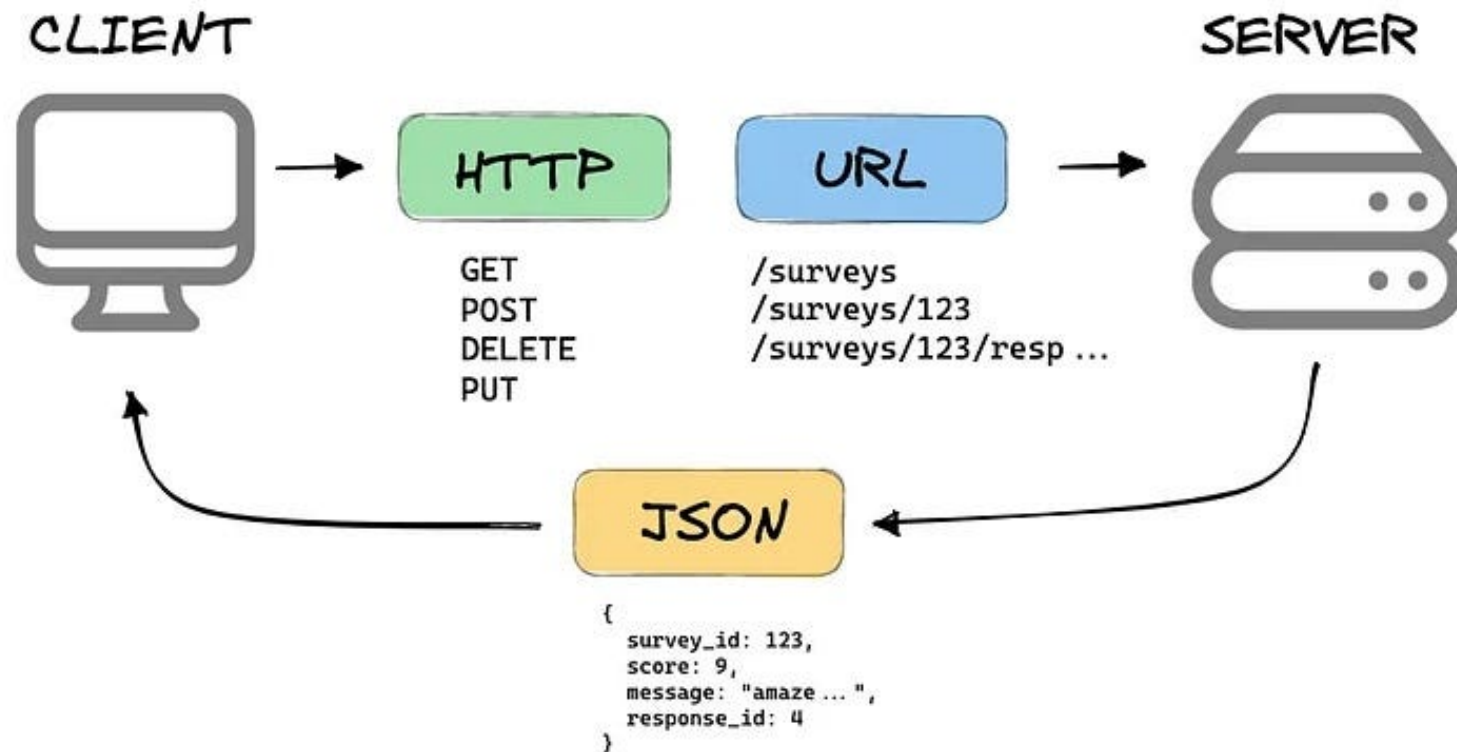 CLIENT
SERVER
HTTP
URL
GET
POST
DELETE
PUT
/surveys
/surveys/123
/surveys/123/resp ...
JSON
{
survey_id: 123,
score: 9,
message: "amaze ... ",
response_id: 4
}